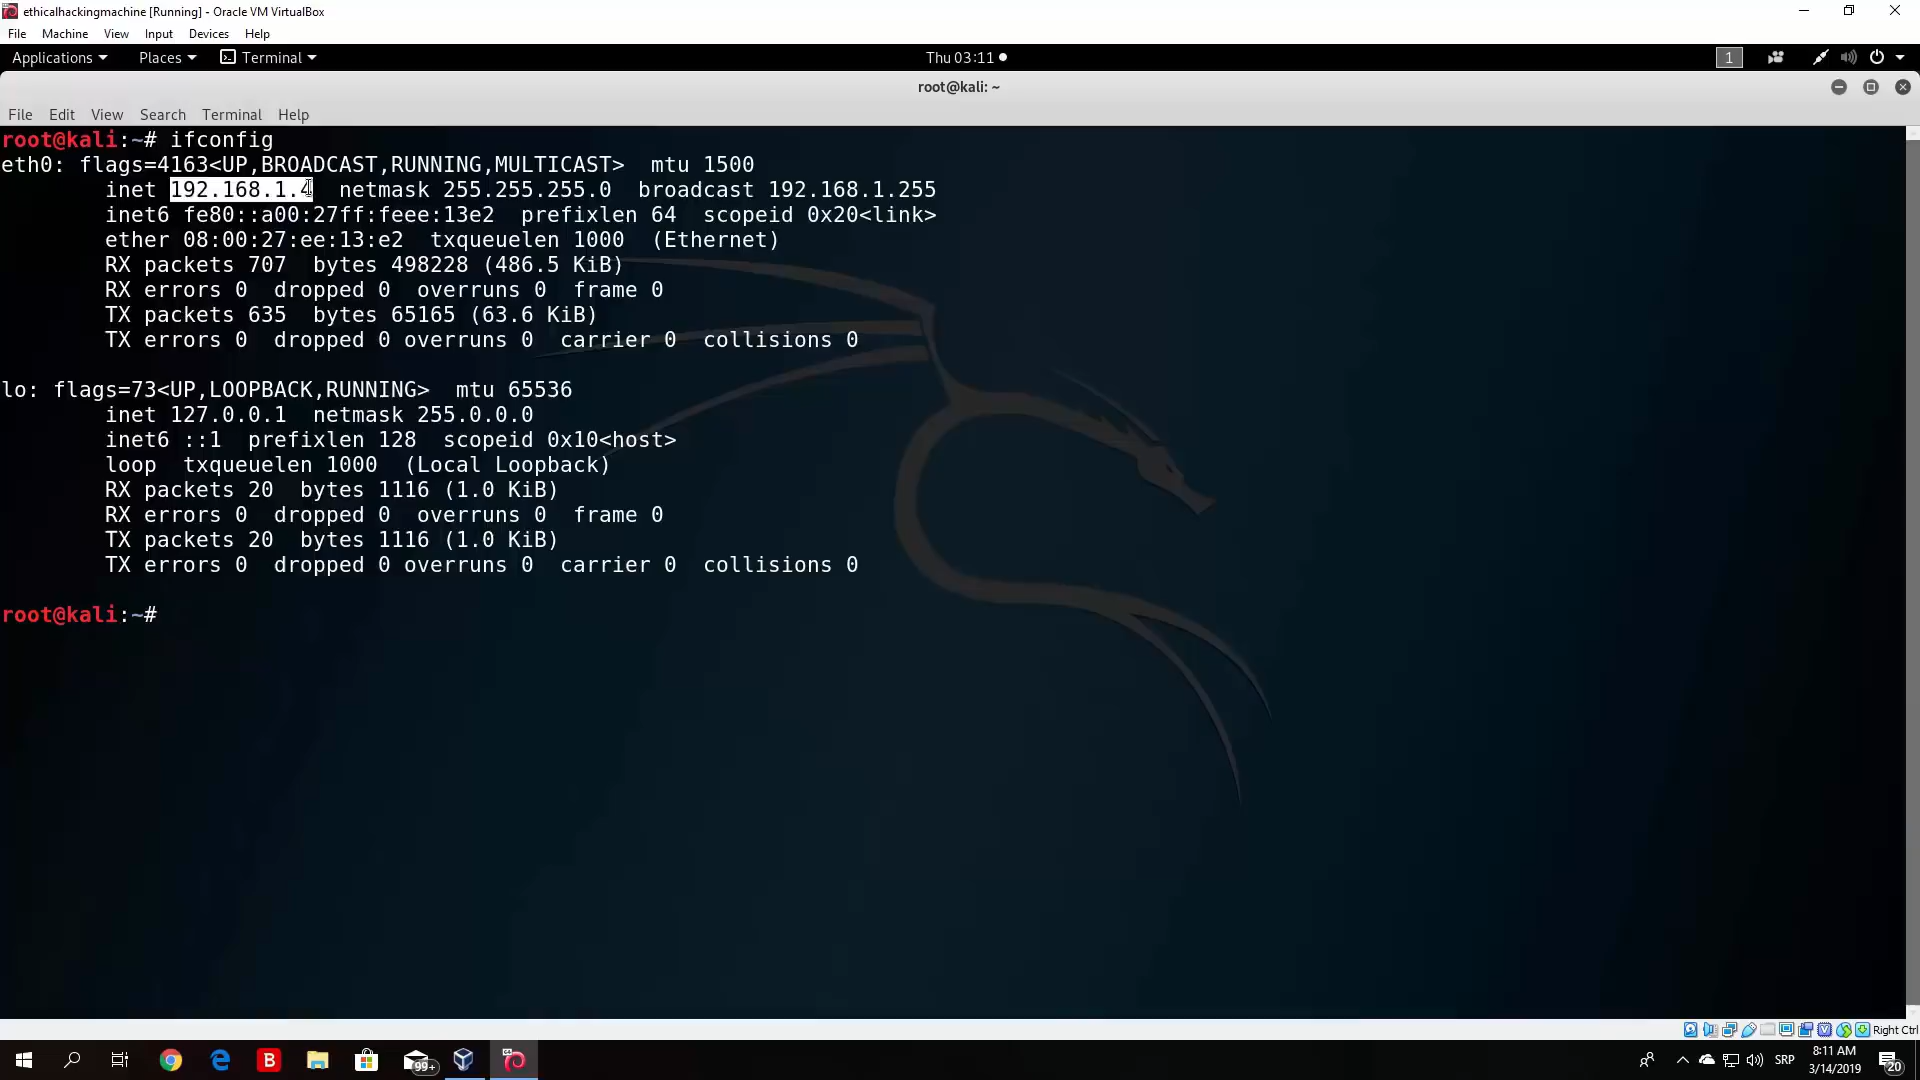 ethicalhackingmachine [Running] - Oracle VM VirtualBox
File Machine View Input Devices Help
Applications Places Terminal Thu 03:11 1
root@kali: ~
File Edit View Search Terminal Help
root@kali:~# ifconfig
eth0: flags=4163<UP,BROADCAST,RUNNING,MULTICAST>  mtu 1500
inet 192.168.1.4  netmask 255.255.255.0  broadcast 192.168.1.255
inet6 fe80::a00:27ff:feee:13e2  prefixlen 64  scopeid 0x20<link>
ether 08:00:27:ee:13:e2  txqueuelen 1000  (Ethernet)
RX packets 707  bytes 498228 (486.5 KiB)
RX errors 0  dropped 0  overruns 0  frame 0
TX packets 635  bytes 65165 (63.6 KiB)
TX errors 0  dropped 0 overruns 0  carrier 0  collisions 0
lo: flags=73<UP,LOOPBACK,RUNNING>  mtu 65536
inet 127.0.0.1  netmask 255.0.0.0
inet6 ::1  prefixlen 128  scopeid 0x10<host>
loop  txqueuelen 1000  (Local Loopback)
RX packets 20  bytes 1116 (1.0 KiB)
RX errors 0  dropped 0  overruns 0  frame 0
TX packets 20  bytes 1116 (1.0 KiB)
TX errors 0  dropped 0 overruns 0  carrier 0  collisions 0
root@kali:~#
Right Ctrl
B 99+ SRP 8:11 AM
3/14/2019 20